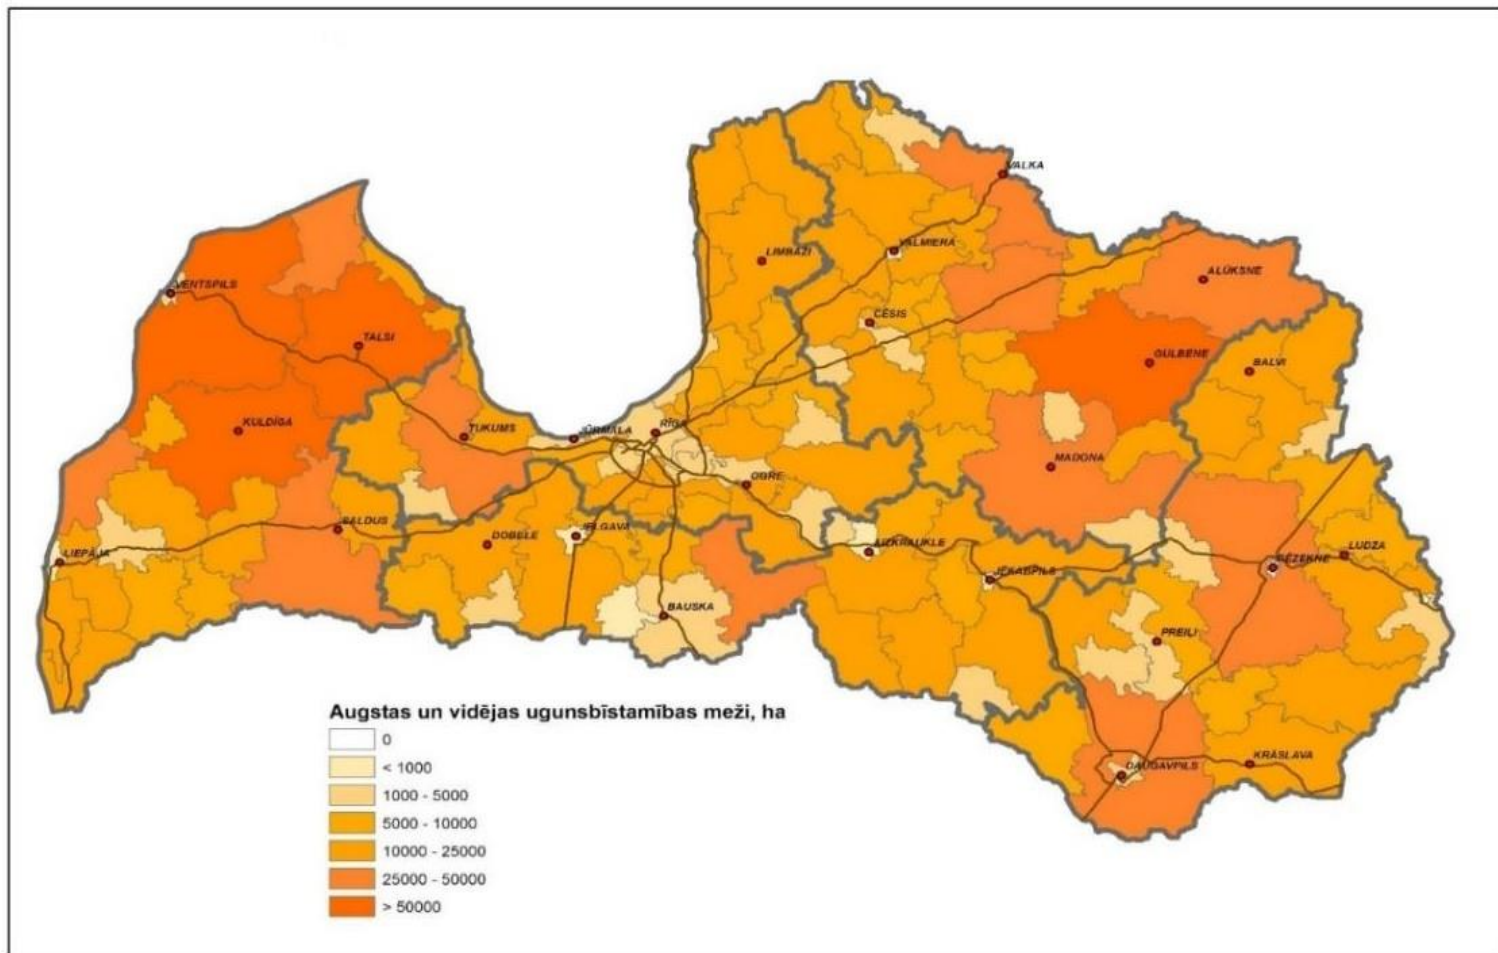 VALKA
VALMIERA
LIMBAŽI
ALŪKSNE
VENTSPILS
CĒSIS
TALSI
GULBENE
BALVI
KULDĪGA
TUKUMS
JŪRMALA
RĪGA
MADONA
OGRE
SALDUS
DOBELE
JELGAVA
LIEPĀJA
AIZKRAUKLE
LUDZA
RĒZEKNE
JĒKABPILS
BAUSKA
PREIĻI
KRĀSLAVA
DAUGAVPILS
Augstas un vidējas ugunsbīstamības meži, ha
0
< 1000
1000 - 5000
5000 - 10000
10000 - 25000
25000 - 50000
> 50000